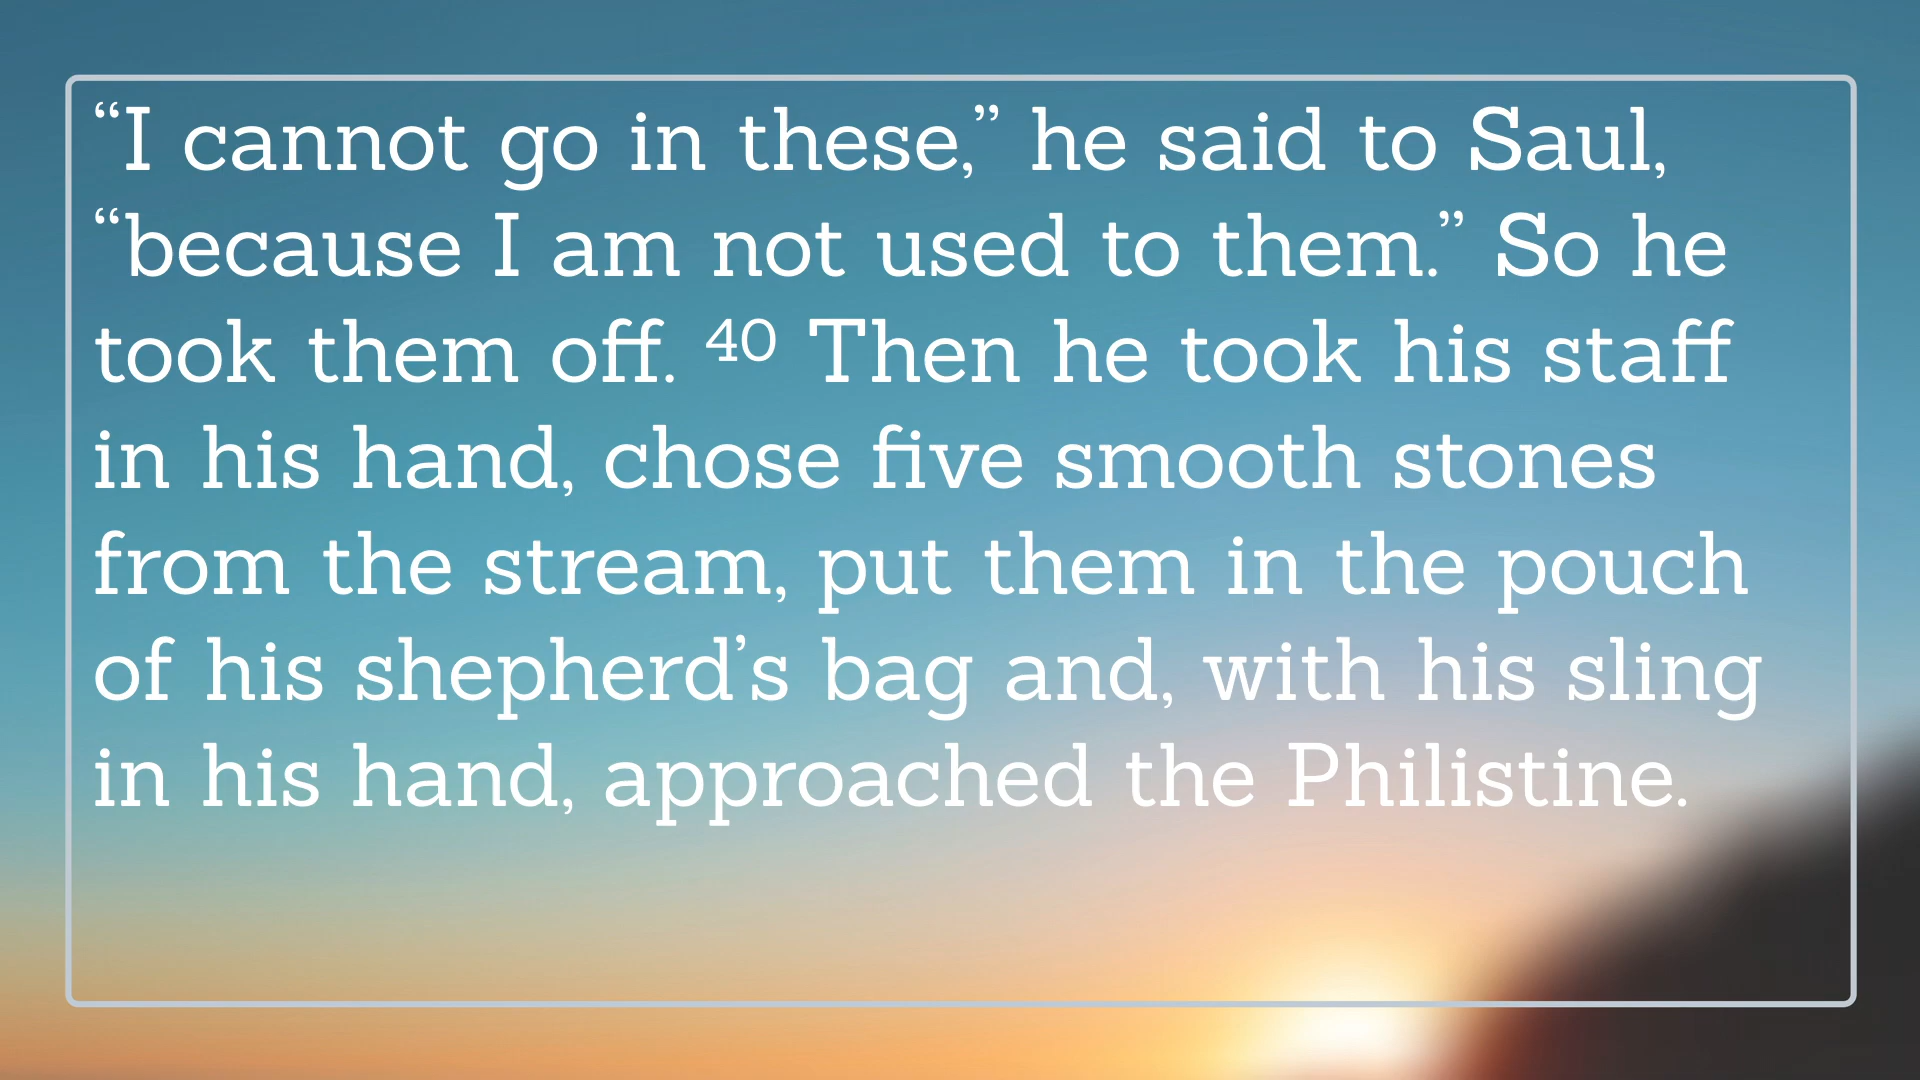 “I cannot go in these,” he said to Saul,
“because I am not used to them.” So he
took them off. ⁴⁰ Then he took his staff
in his hand, chose five smooth stones
from the stream, put them in the pouch
of his shepherd’s bag and, with his sling
in his hand, approached the Philistine.